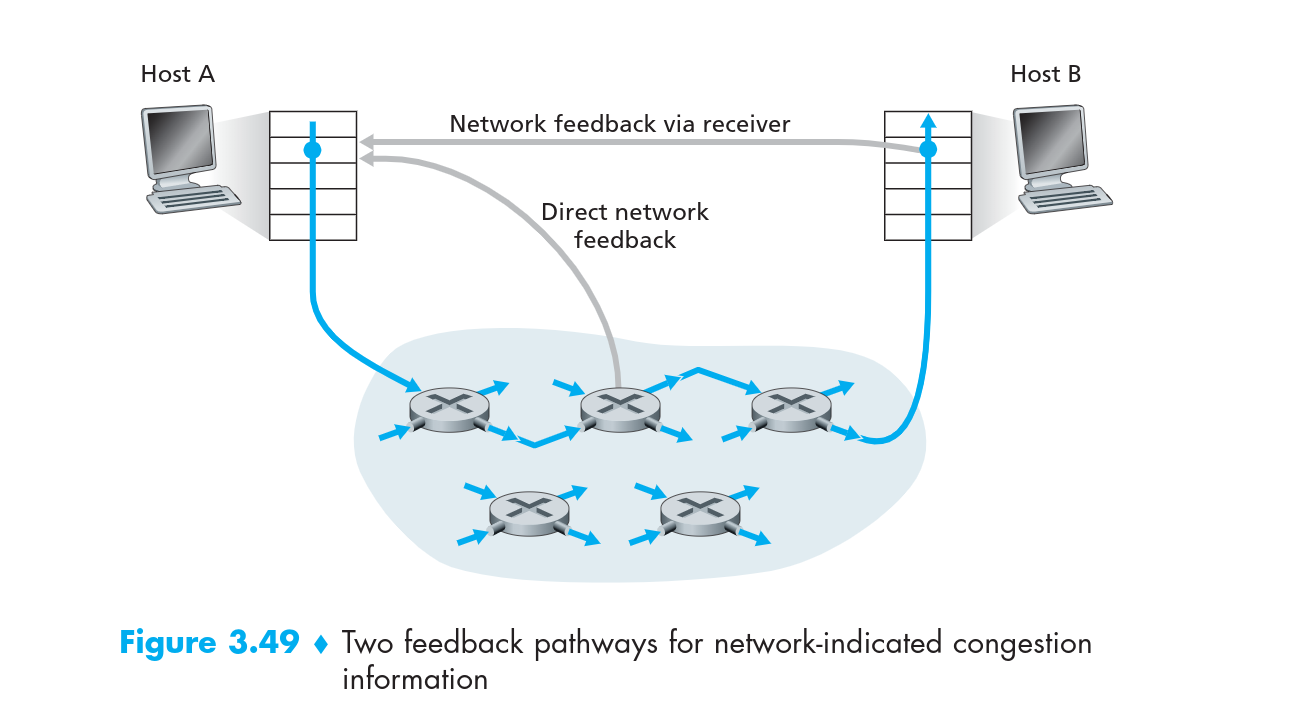 Host A
Host B
Network feedback via receiver
Direct network
feedback
Figure 3.49 ♦ Two feedback pathways for network-indicated congestion
information